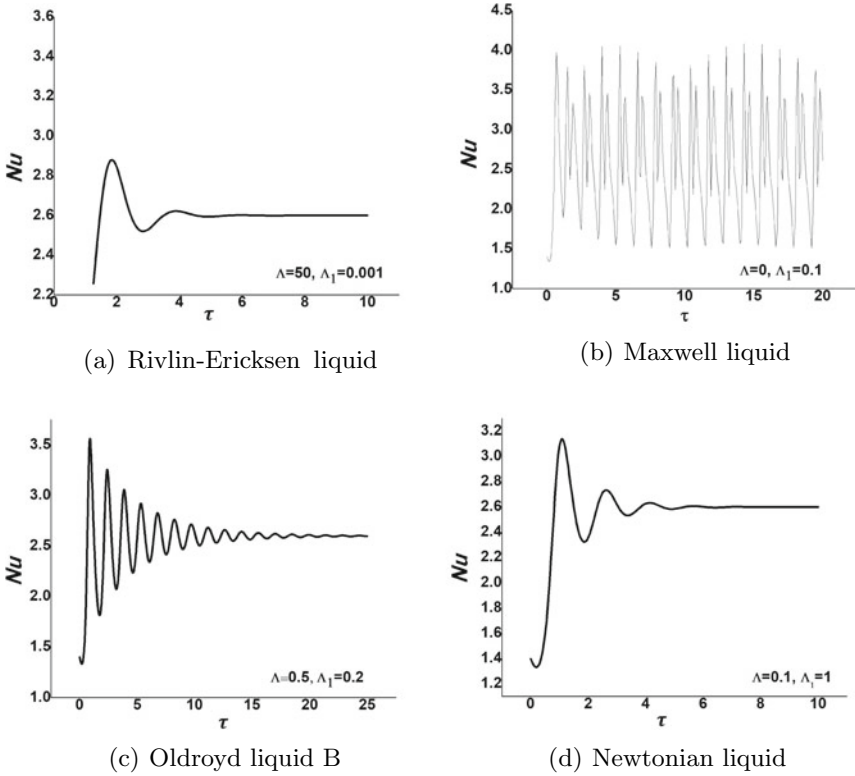 3.6
3.4
3.2
3.0
2.8
2.6
2.4
2.2
Nu
0 2 4 6 8 10
τ
Λ=50, Λ₁=0.001
(a) Rivlin-Ericksen liquid
4.5
4.0
3.5
3.0
2.5
2.0
1.5
1.0
Nu
0 5 10 15 20
τ
Λ=0, Λ₁=0.1
(b) Maxwell liquid
3.5
3.0
2.5
2.0
1.5
1.0
Nu
0 5 10 15 20 25
τ
Λ=0.5, Λ₁=0.2
(c) Oldroyd liquid B
3.2
3.0
2.8
2.6
2.4
2.2
2.0
1.8
1.6
1.4
1.2
Nu
0 2 4 6 8 10
τ
Λ=0.1, Λ₁=1
(d) Newtonian liquid